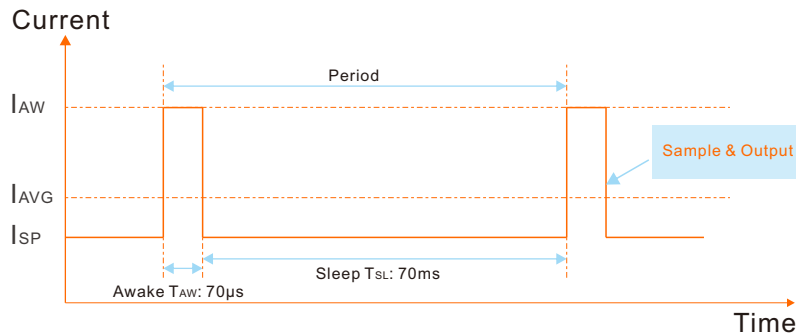 Current
Period
IAW
Sample & Output
IAVG
ISP
Sleep TSL: 70ms
Awake TAW: 70μs
Time